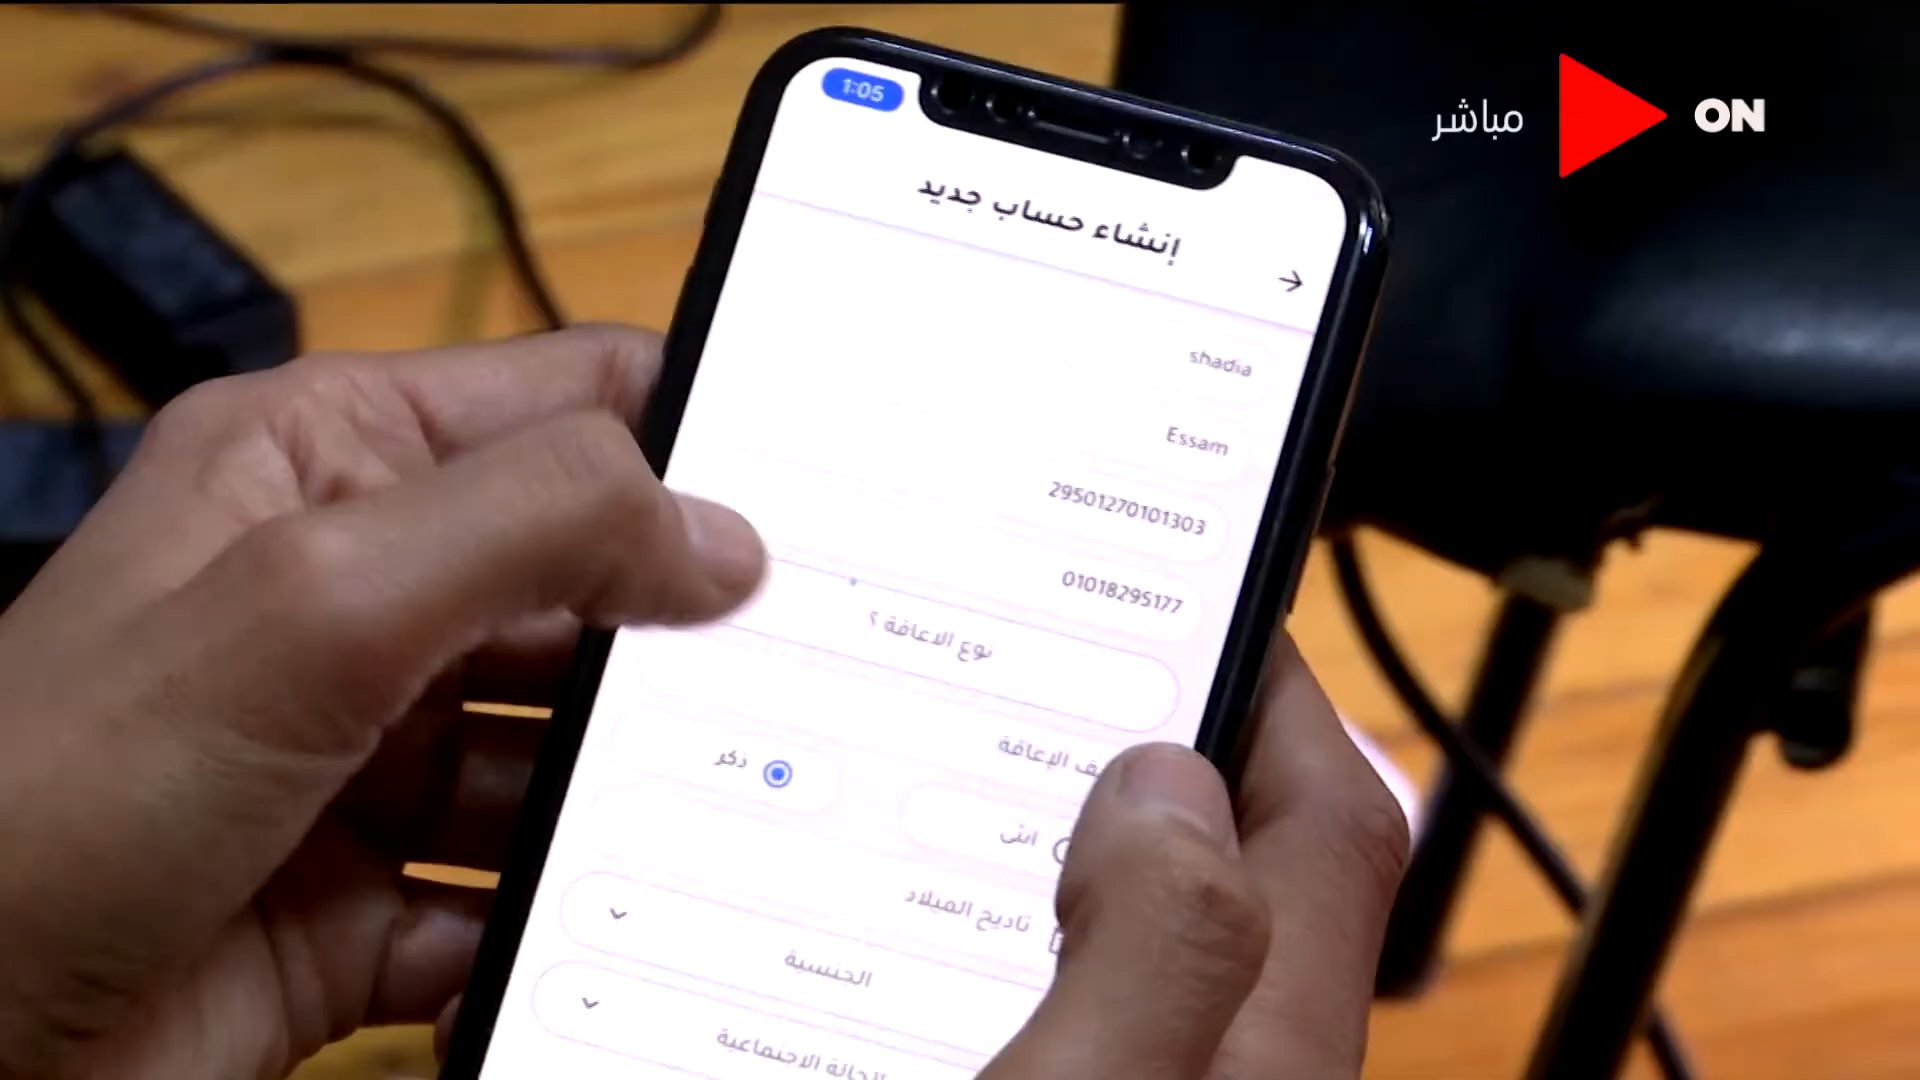 مباشر
ON
1:05
إنشاء حساب جديد
shadia
Essam
29501270101303
01018295177
نوع الاعاقة ؟
الإعاقة
ذكر
انثى
تاريخ الميلاد
الجنسية
الحالة الاجتماعية